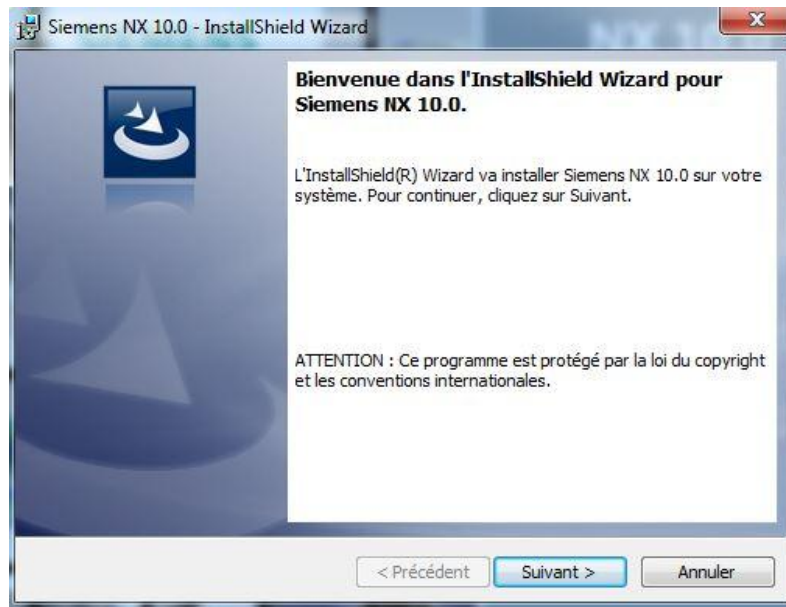 Siemens NX 10.0 - InstallShield Wizard
Bienvenue dans l'InstallShield Wizard pour
Siemens NX 10.0.
L'InstallShield(R) Wizard va installer Siemens NX 10.0 sur votre
système. Pour continuer, cliquez sur Suivant.
ATTENTION : Ce programme est protégé par la loi du copyright
et les conventions internationales.
< Précédent
Suivant >
Annuler